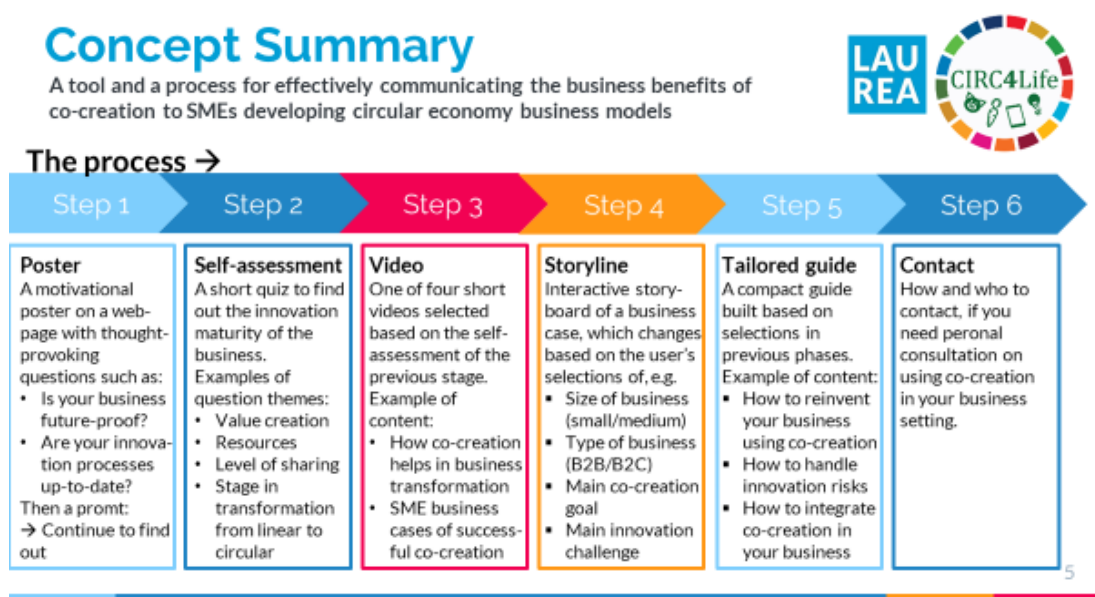 Concept Summary
A tool and a process for effectively communicating the business benefits of
co-creation to SMEs developing circular economy business models
LAU
REA
CIRC4Life
The process →
Step 1
Step 2
Step 3
Step 4
Step 5
Step 6
Poster
A motivational
poster on a web-
page with thought-
provoking
questions such as:
• Is your business
future-proof?
• Are your innova-
tion processes
up-to-date?
Then a promt:
→ Continue to find
out
Self-assessment
A short quiz to find
out the innovation
maturity of the
business.
Examples of
question themes:
• Value creation
• Resources
• Level of sharing
• Stage in
transformation
from linear to
circular
Video
One of four short
videos selected
based on the self-
assessment of the
previous stage.
Example of
content:
• How co-creation
helps in business
transformation
• SME business
cases of success-
ful co-creation
Storyline
Interactive story-
board of a business
case, which changes
based on the user's
selections of, e.g.
▪ Size of business
(small/medium)
▪ Type of business
(B2B/B2C)
▪ Main co-creation
goal
▪ Main innovation
challenge
Tailored guide
A compact guide
built based on
selections in
previous phases.
Example of content:
▪ How to reinvent
your business
using co-creation
▪ How to handle
innovation risks
▪ How to integrate
co-creation in
your business
Contact
How and who to
contact, if you
need peronal
consultation on
using co-creation
in your business
setting.
5